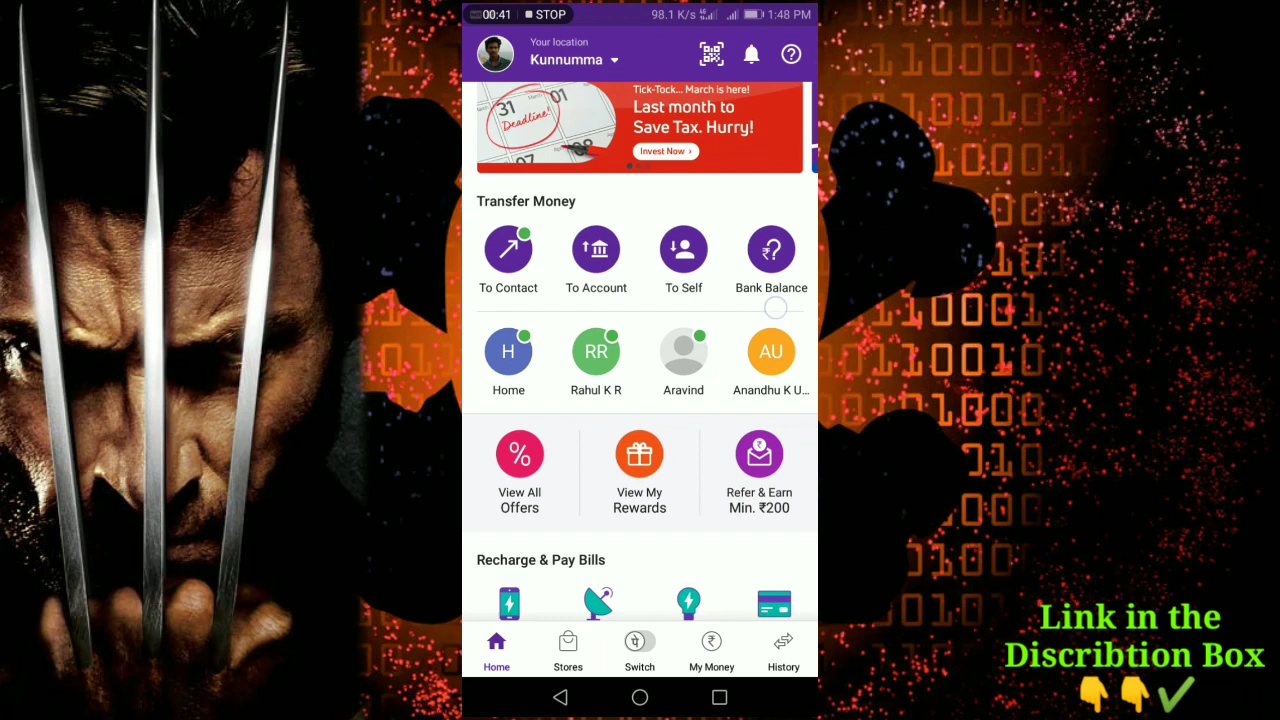 00:41 STOP 98.1 K/s 1:48 PM
Your location
Kunnumma
Tick-Tock... March is here!
Last month to
Save Tax. Hurry!
Invest Now ›
31 01
Deadline!
07 08
Transfer Money
To Contact To Account To Self Bank Balance
H RR AU
Home Rahul K R Aravind Anandhu K U...
View All
Offers
View My
Rewards
Refer & Earn
Min. ₹200
Recharge & Pay Bills
Home Stores Switch My Money History
Link in the
Discribtion Box
👇👇✅